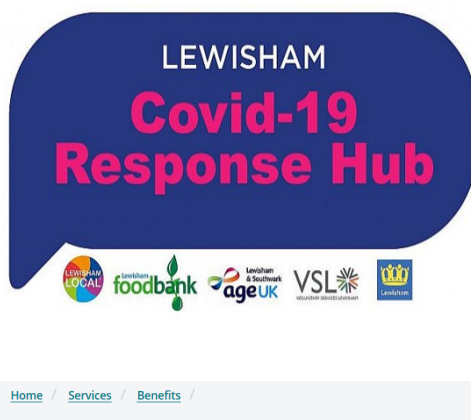 LEWISHAM
Covid-19
Response Hub
LEWISHAM
LOCAL
Lewisham
foodbank
Lewisham
& Southwark
age UK
VSL
VOLUNTARY SERVICES LEWISHAM
Lewisham
Home / Services / Benefits /